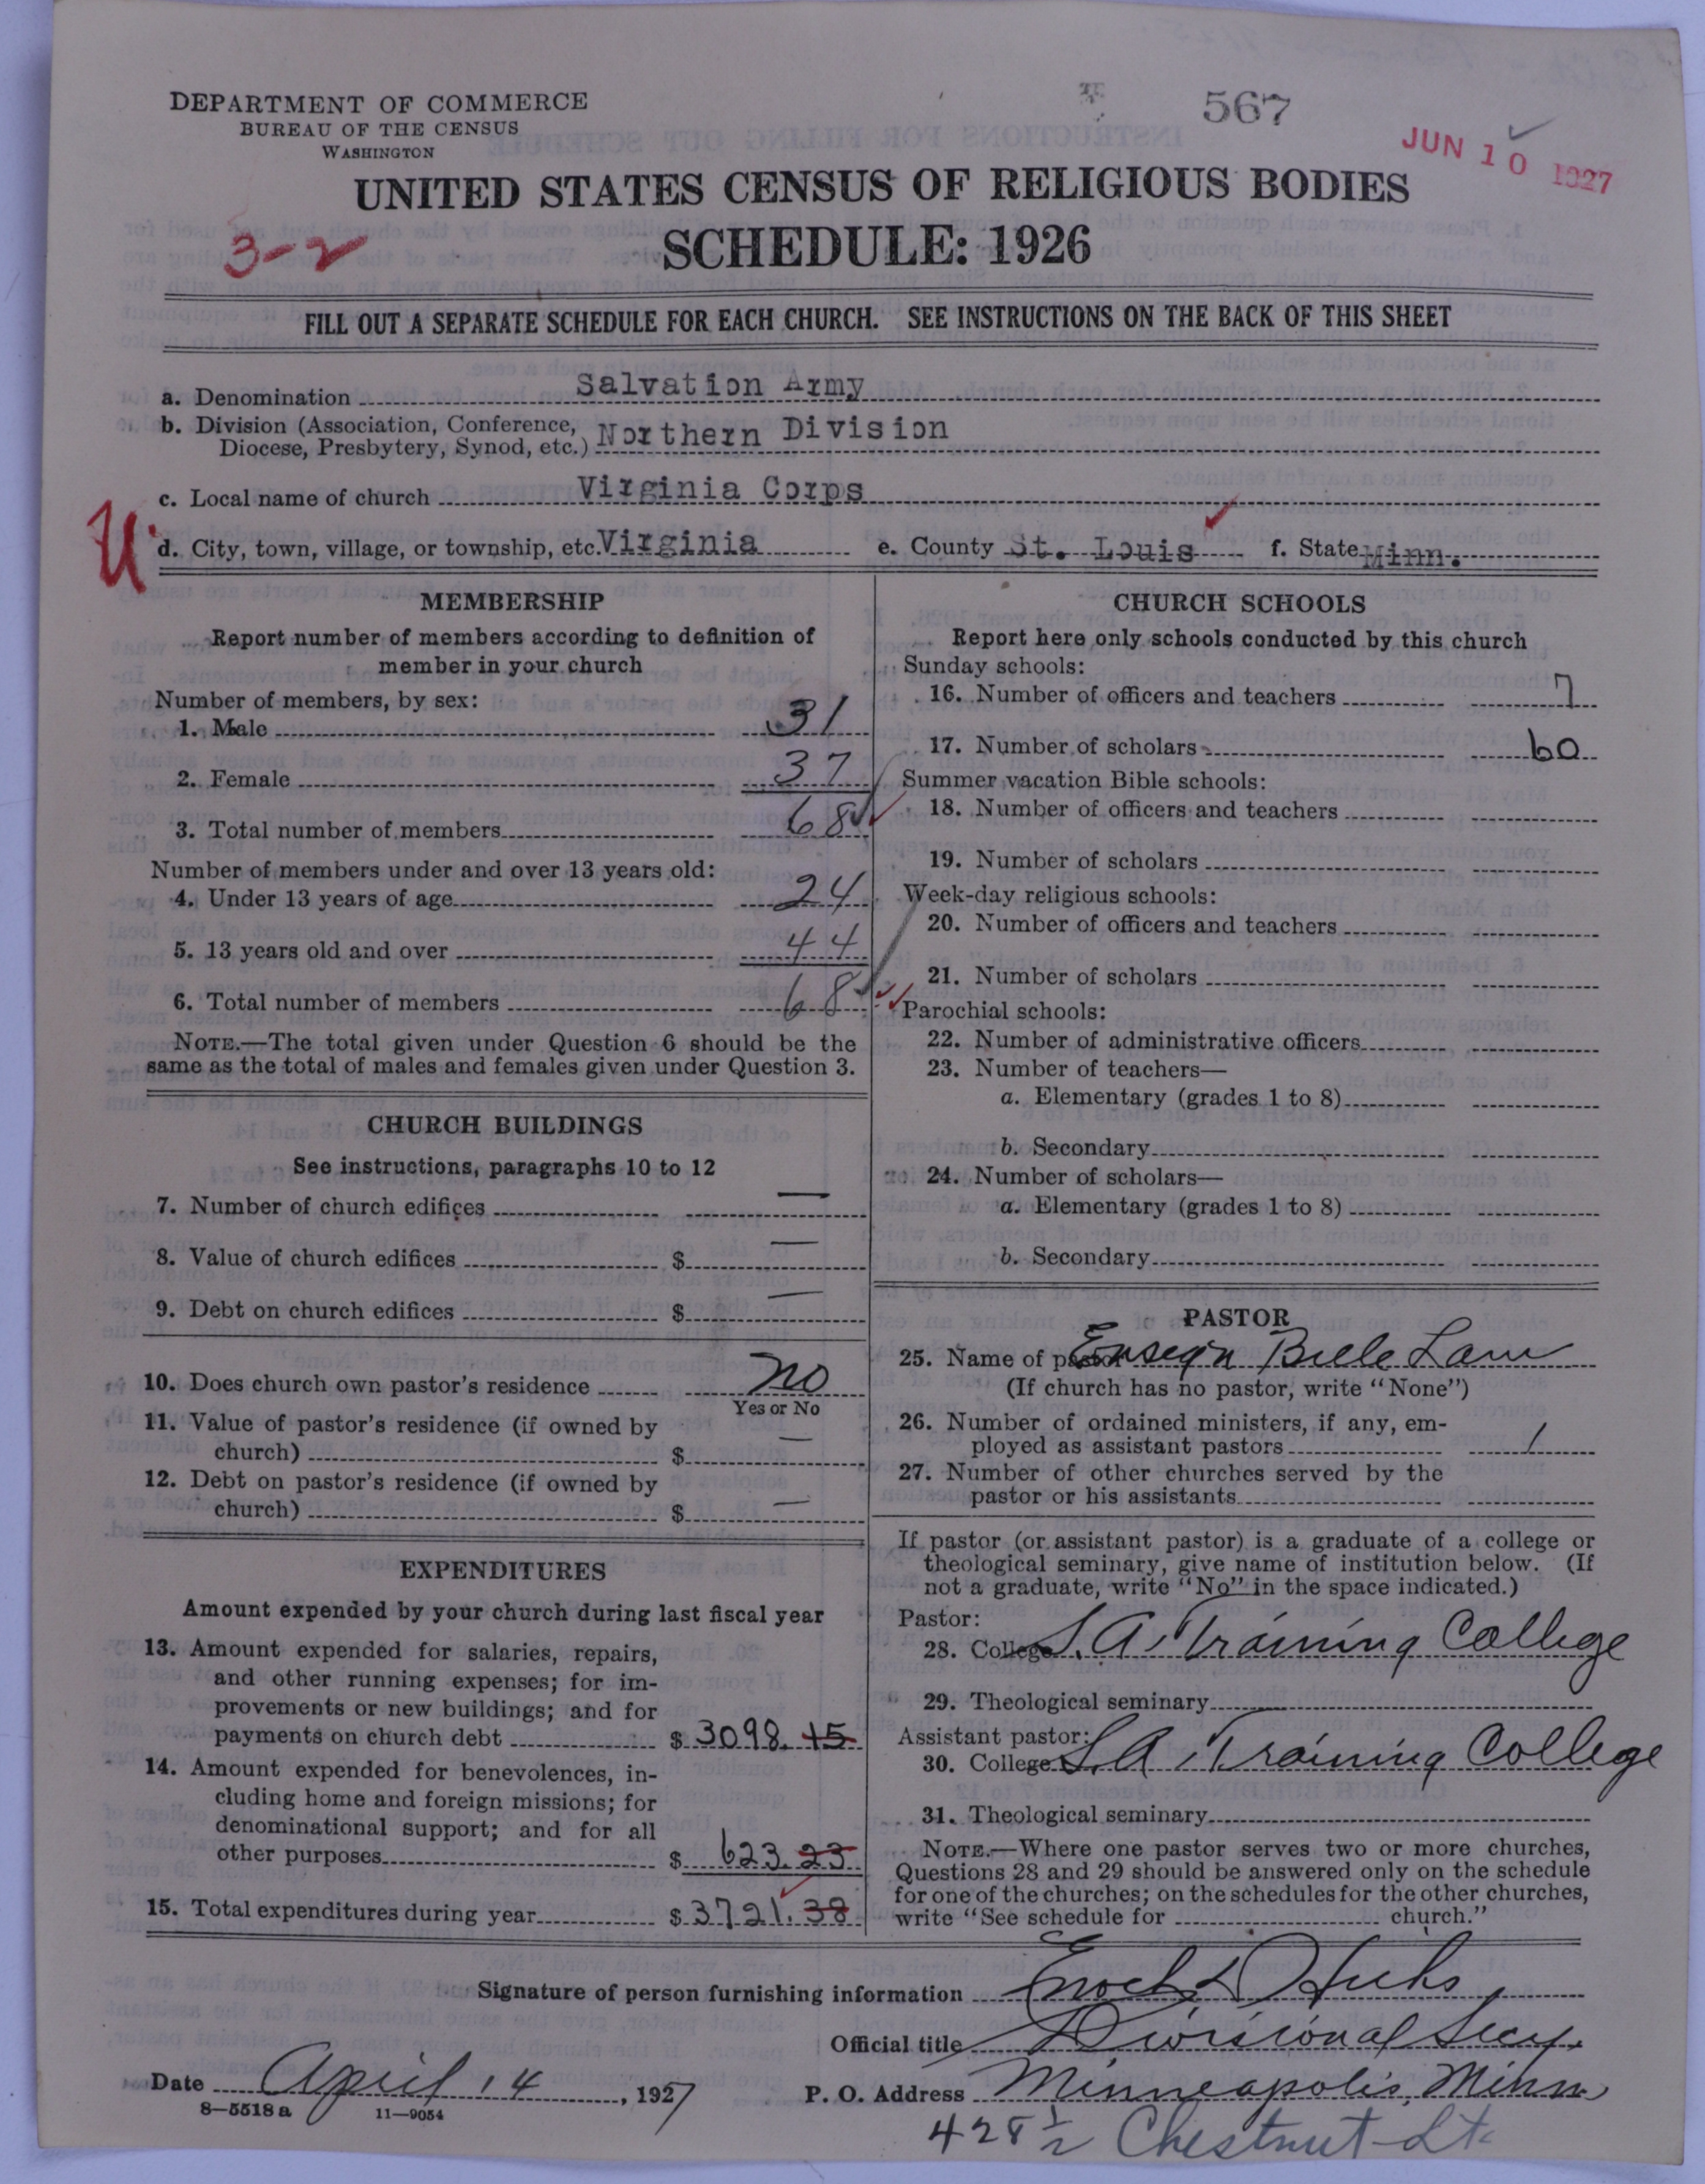 DEPARTMENT OF COMMERCE
BUREAU OF THE CENSUS
WASHINGTON
567
JUN 10 1927
UNITED STATES CENSUS OF RELIGIOUS BODIES
3-2
SCHEDULE: 1926
FILL OUT A SEPARATE SCHEDULE FOR EACH CHURCH. SEE INSTRUCTIONS ON THE BACK OF THIS SHEET
a. Denomination Salvation Army
b. Division (Association, Conference,
Diocese, Presbytery, Synod, etc.) Northern Division
c. Local name of church Virginia Corps
U
d. City, town, village, or township, etc. Virginia e. County St. Louis f. State Minn.
MEMBERSHIP
Report number of members according to definition of
member in your church
Number of members, by sex:
1. Male 31
2. Female 37
3. Total number of members 68
Number of members under and over 13 years old:
4. Under 13 years of age 24
5. 13 years old and over 44
6. Total number of members 68
NOTE.—The total given under Question 6 should be the
same as the total of males and females given under Question 3.
CHURCH BUILDINGS
See instructions, paragraphs 10 to 12
7. Number of church edifices —
8. Value of church edifices $ —
9. Debt on church edifices $ —
10. Does church own pastor's residence no
Yes or No
11. Value of pastor's residence (if owned by
church) $ —
12. Debt on pastor's residence (if owned by
church) $ —
EXPENDITURES
Amount expended by your church during last fiscal year
13. Amount expended for salaries, repairs,
and other running expenses; for im-
provements or new buildings; and for
payments on church debt $ 3098.15
14. Amount expended for benevolences, in-
cluding home and foreign missions; for
denominational support; and for all
other purposes $ 623.23
15. Total expenditures during year $ 3721.38
CHURCH SCHOOLS
Report here only schools conducted by this church
Sunday schools:
16. Number of officers and teachers 7
17. Number of scholars 60
Summer vacation Bible schools:
18. Number of officers and teachers
19. Number of scholars
Week-day religious schools:
20. Number of officers and teachers
21. Number of scholars
Parochial schools:
22. Number of administrative officers
23. Number of teachers—
a. Elementary (grades 1 to 8)
b. Secondary
24. Number of scholars—
a. Elementary (grades 1 to 8)
b. Secondary
PASTOR
25. Name of pastor Ensign Belle Law
(If church has no pastor, write "None")
26. Number of ordained ministers, if any, em-
ployed as assistant pastors 1
27. Number of other churches served by the
pastor or his assistants
If pastor (or assistant pastor) is a graduate of a college or
theological seminary, give name of institution below. (If
not a graduate, write "No" in the space indicated.)
Pastor:
28. College S.A. Training College
29. Theological seminary
Assistant pastor:
30. College S.A. Training College
31. Theological seminary
NOTE.—Where one pastor serves two or more churches,
Questions 28 and 29 should be answered only on the schedule
for one of the churches; on the schedules for the other churches,
write "See schedule for church."
Signature of person furnishing information Enoch Hicks
Official title Divisional Secy.
Date April 14, 1927 P. O. Address Minneapolis, Minn
8—5518 a 11—9054
428 1/2 Chestnut St.